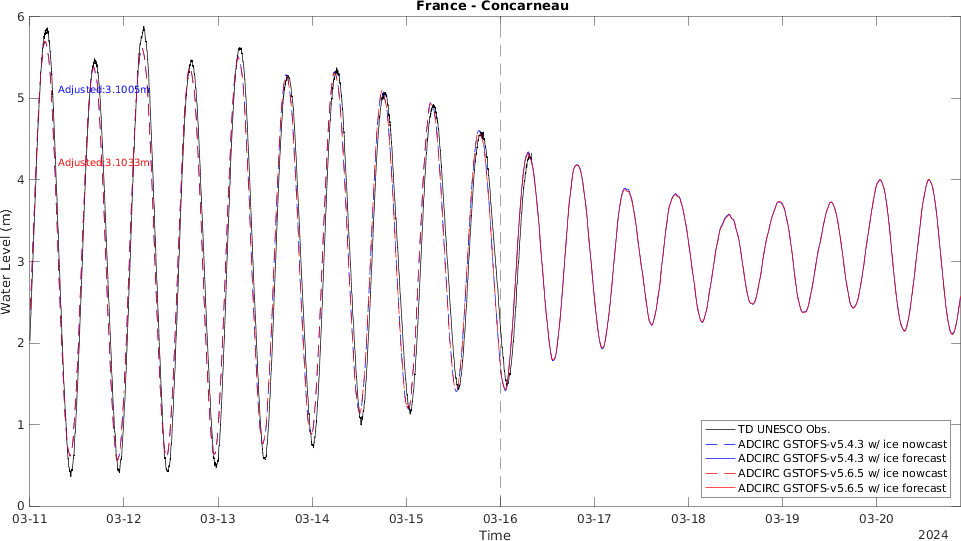 France - Concarneau
6
5
4
3
2
1
0
Water Level (m)
Adjusted:3.1005m
Adjusted:3.1033m
TD UNESCO Obs.
ADCIRC GSTOFS-v5.4.3 w/ ice nowcast
ADCIRC GSTOFS-v5.4.3 w/ ice forecast
ADCIRC GSTOFS-v5.6.5 w/ ice nowcast
ADCIRC GSTOFS-v5.6.5 w/ ice forecast
03-11 03-12 03-13 03-14 03-15 03-16 03-17 03-18 03-19 03-20
Time
2024